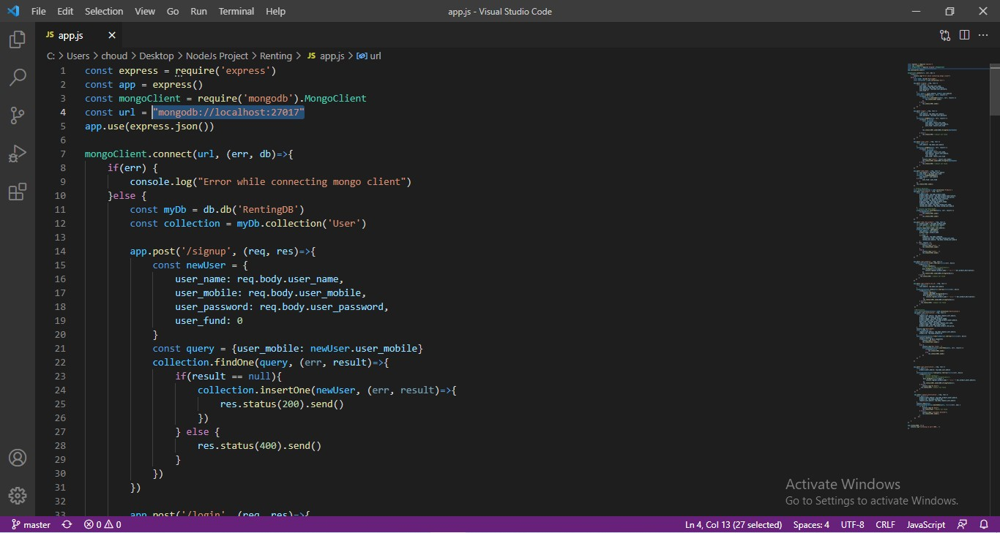 File Edit Selection View Go Run Terminal Help app.js - Visual Studio Code
JS app.js
C: > Users > choud > Desktop > NodeJs Project > Renting > JS app.js > url
1 const express = require('express')
2 const app = express()
3 const mongoClient = require('mongodb').MongoClient
4 const url = "mongodb://localhost:27017"
5 app.use(express.json())
6
7 mongoClient.connect(url, (err, db)=>{
8 if(err) {
9 console.log("Error while connecting mongo client")
10 }else {
11 const myDb = db.db('RentingDB')
12 const collection = myDb.collection('User')
13
14 app.post('/signup', (req, res)=>{
15 const newUser = {
16 user_name: req.body.user_name,
17 user_mobile: req.body.user_mobile,
18 user_password: req.body.user_password,
19 user_fund: 0
20 }
21 const query = {user_mobile: newUser.user_mobile}
22 collection.findOne(query, (err, result)=>{
23 if(result == null){
24 collection.insertOne(newUser, (err, result)=>{
25 res.status(200).send()
26 })
27 } else {
28 res.status(400).send()
29 }
30 })
31 })
32
33 app.post('/login', (req, res)=>{
Activate Windows
Go to Settings to activate Windows.
master 0 0 Ln 4, Col 13 (27 selected) Spaces: 4 UTF-8 CRLF JavaScript